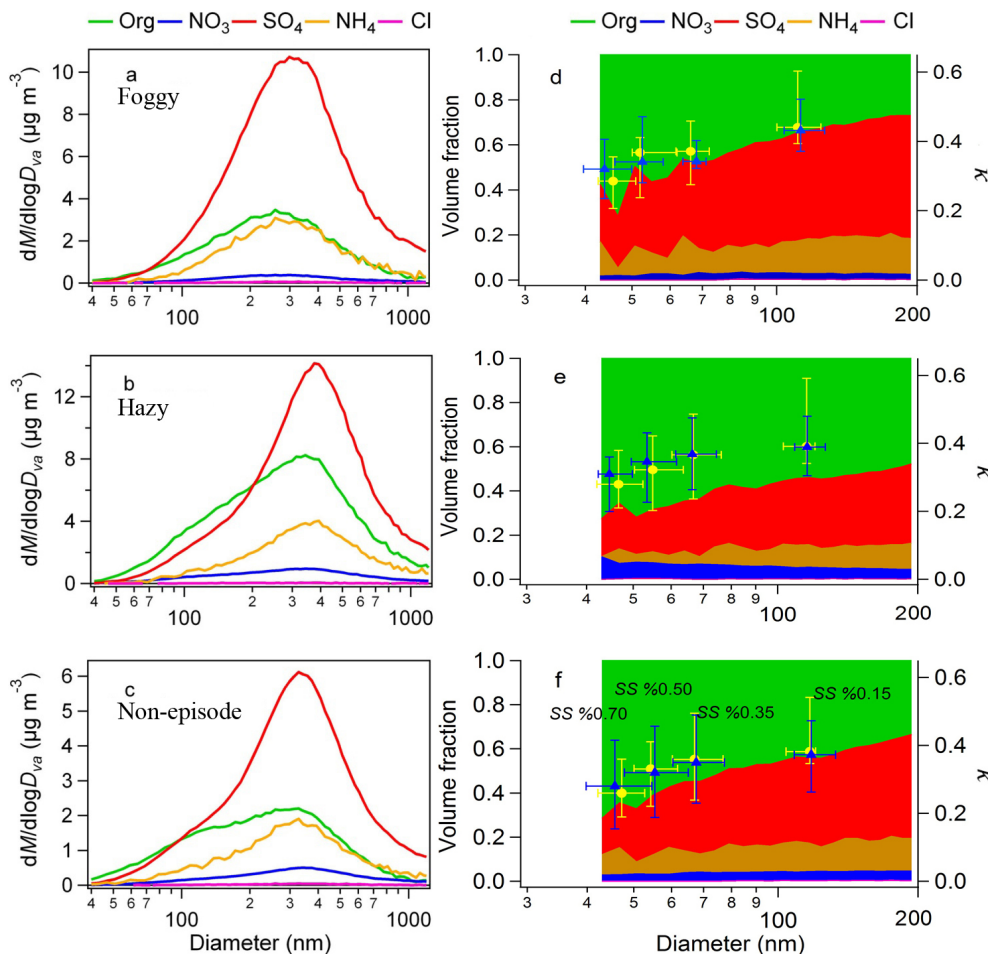 Org NO3 SO4 NH4 Cl
Org NO3 SO4 NH4 Cl
a
Foggy
dM/dlogDva (µg m-3)
10
8
6
4
2
0
4 5 6 7 100 2 3 4 5 6 7 1000
d
Volume fraction
1.0
0.8
0.6
0.4
0.2
0.0
0.6
0.4
0.2
0.0
κ
3 4 5 6 7 8 9 100 200
b
Hazy
dM/dlogDva (µg m-3)
12
8
4
0
4 5 6 7 100 2 3 4 5 6 7 1000
e
Volume fraction
1.0
0.8
0.6
0.4
0.2
0.0
0.6
0.4
0.2
0.0
κ
3 4 5 6 7 8 9 100 200
c
Non-episode
dM/dlogDva (µg m-3)
6
5
4
3
2
1
0
4 5 6 7 100 2 3 4 5 6 7 1000
Diameter (nm)
f
SS %0.70
SS %0.50
SS %0.35
SS %0.15
Volume fraction
1.0
0.8
0.6
0.4
0.2
0.0
0.6
0.4
0.2
0.0
κ
3 4 5 6 7 8 9 100 200
Diameter (nm)